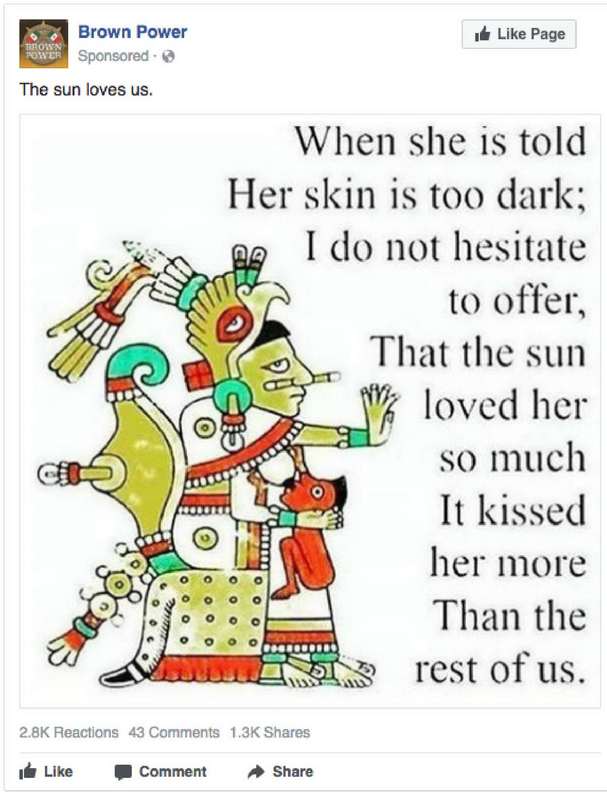 Brown Power
Like Page
BROWN
POWER
Sponsored ·
The sun loves us.
When she is told
Her skin is too dark;
I do not hesitate
to offer,
That the sun
loved her
so much
It kissed
her more
Than the
rest of us.
2.8K Reactions 43 Comments 1.3K Shares
Like Comment Share